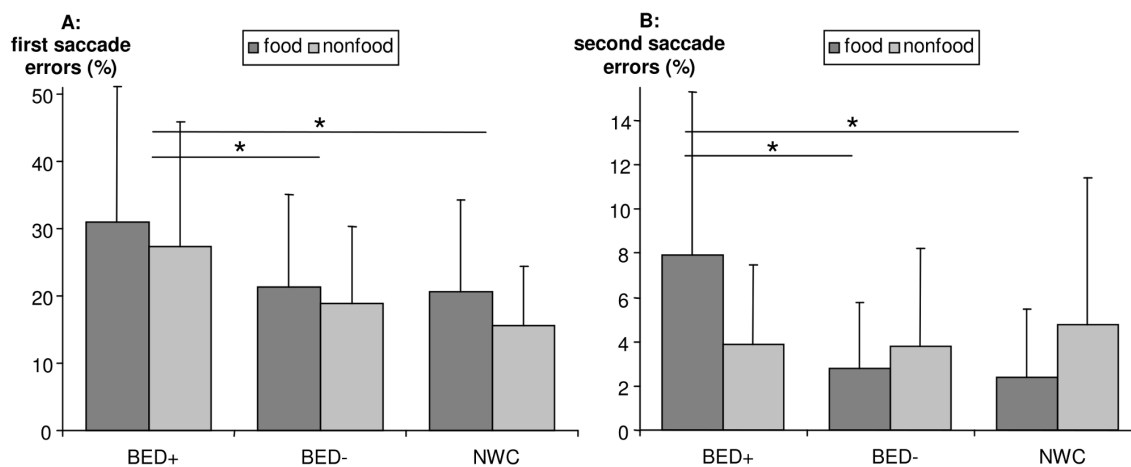 A:
first saccade
errors (%)
food nonfood
50
40
30
20
10
0
*
*
BED+ BED- NWC
B:
second saccade
errors (%)
food nonfood
14
12
10
8
6
4
2
0
*
*
BED+ BED- NWC